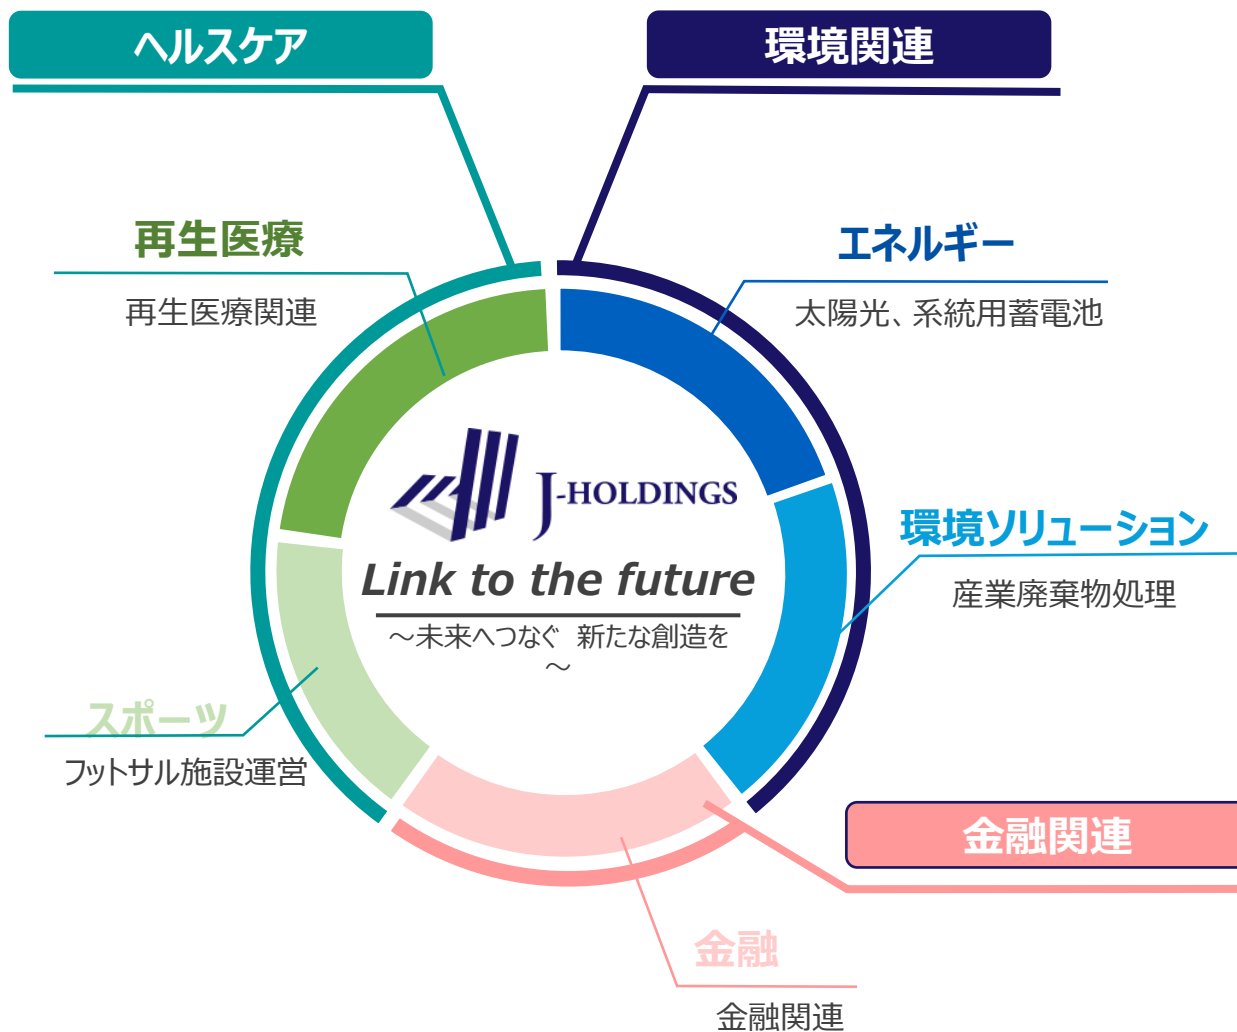 ヘルスケア
環境関連
再生医療
再生医療関連
エネルギー
太陽光、系統用蓄電池
J-HOLDINGS
Link to the future
～未来へつなぐ 新たな創造を
～
環境ソリューション
産業廃棄物処理
スポーツ
フットサル施設運営
金融関連
金融
金融関連